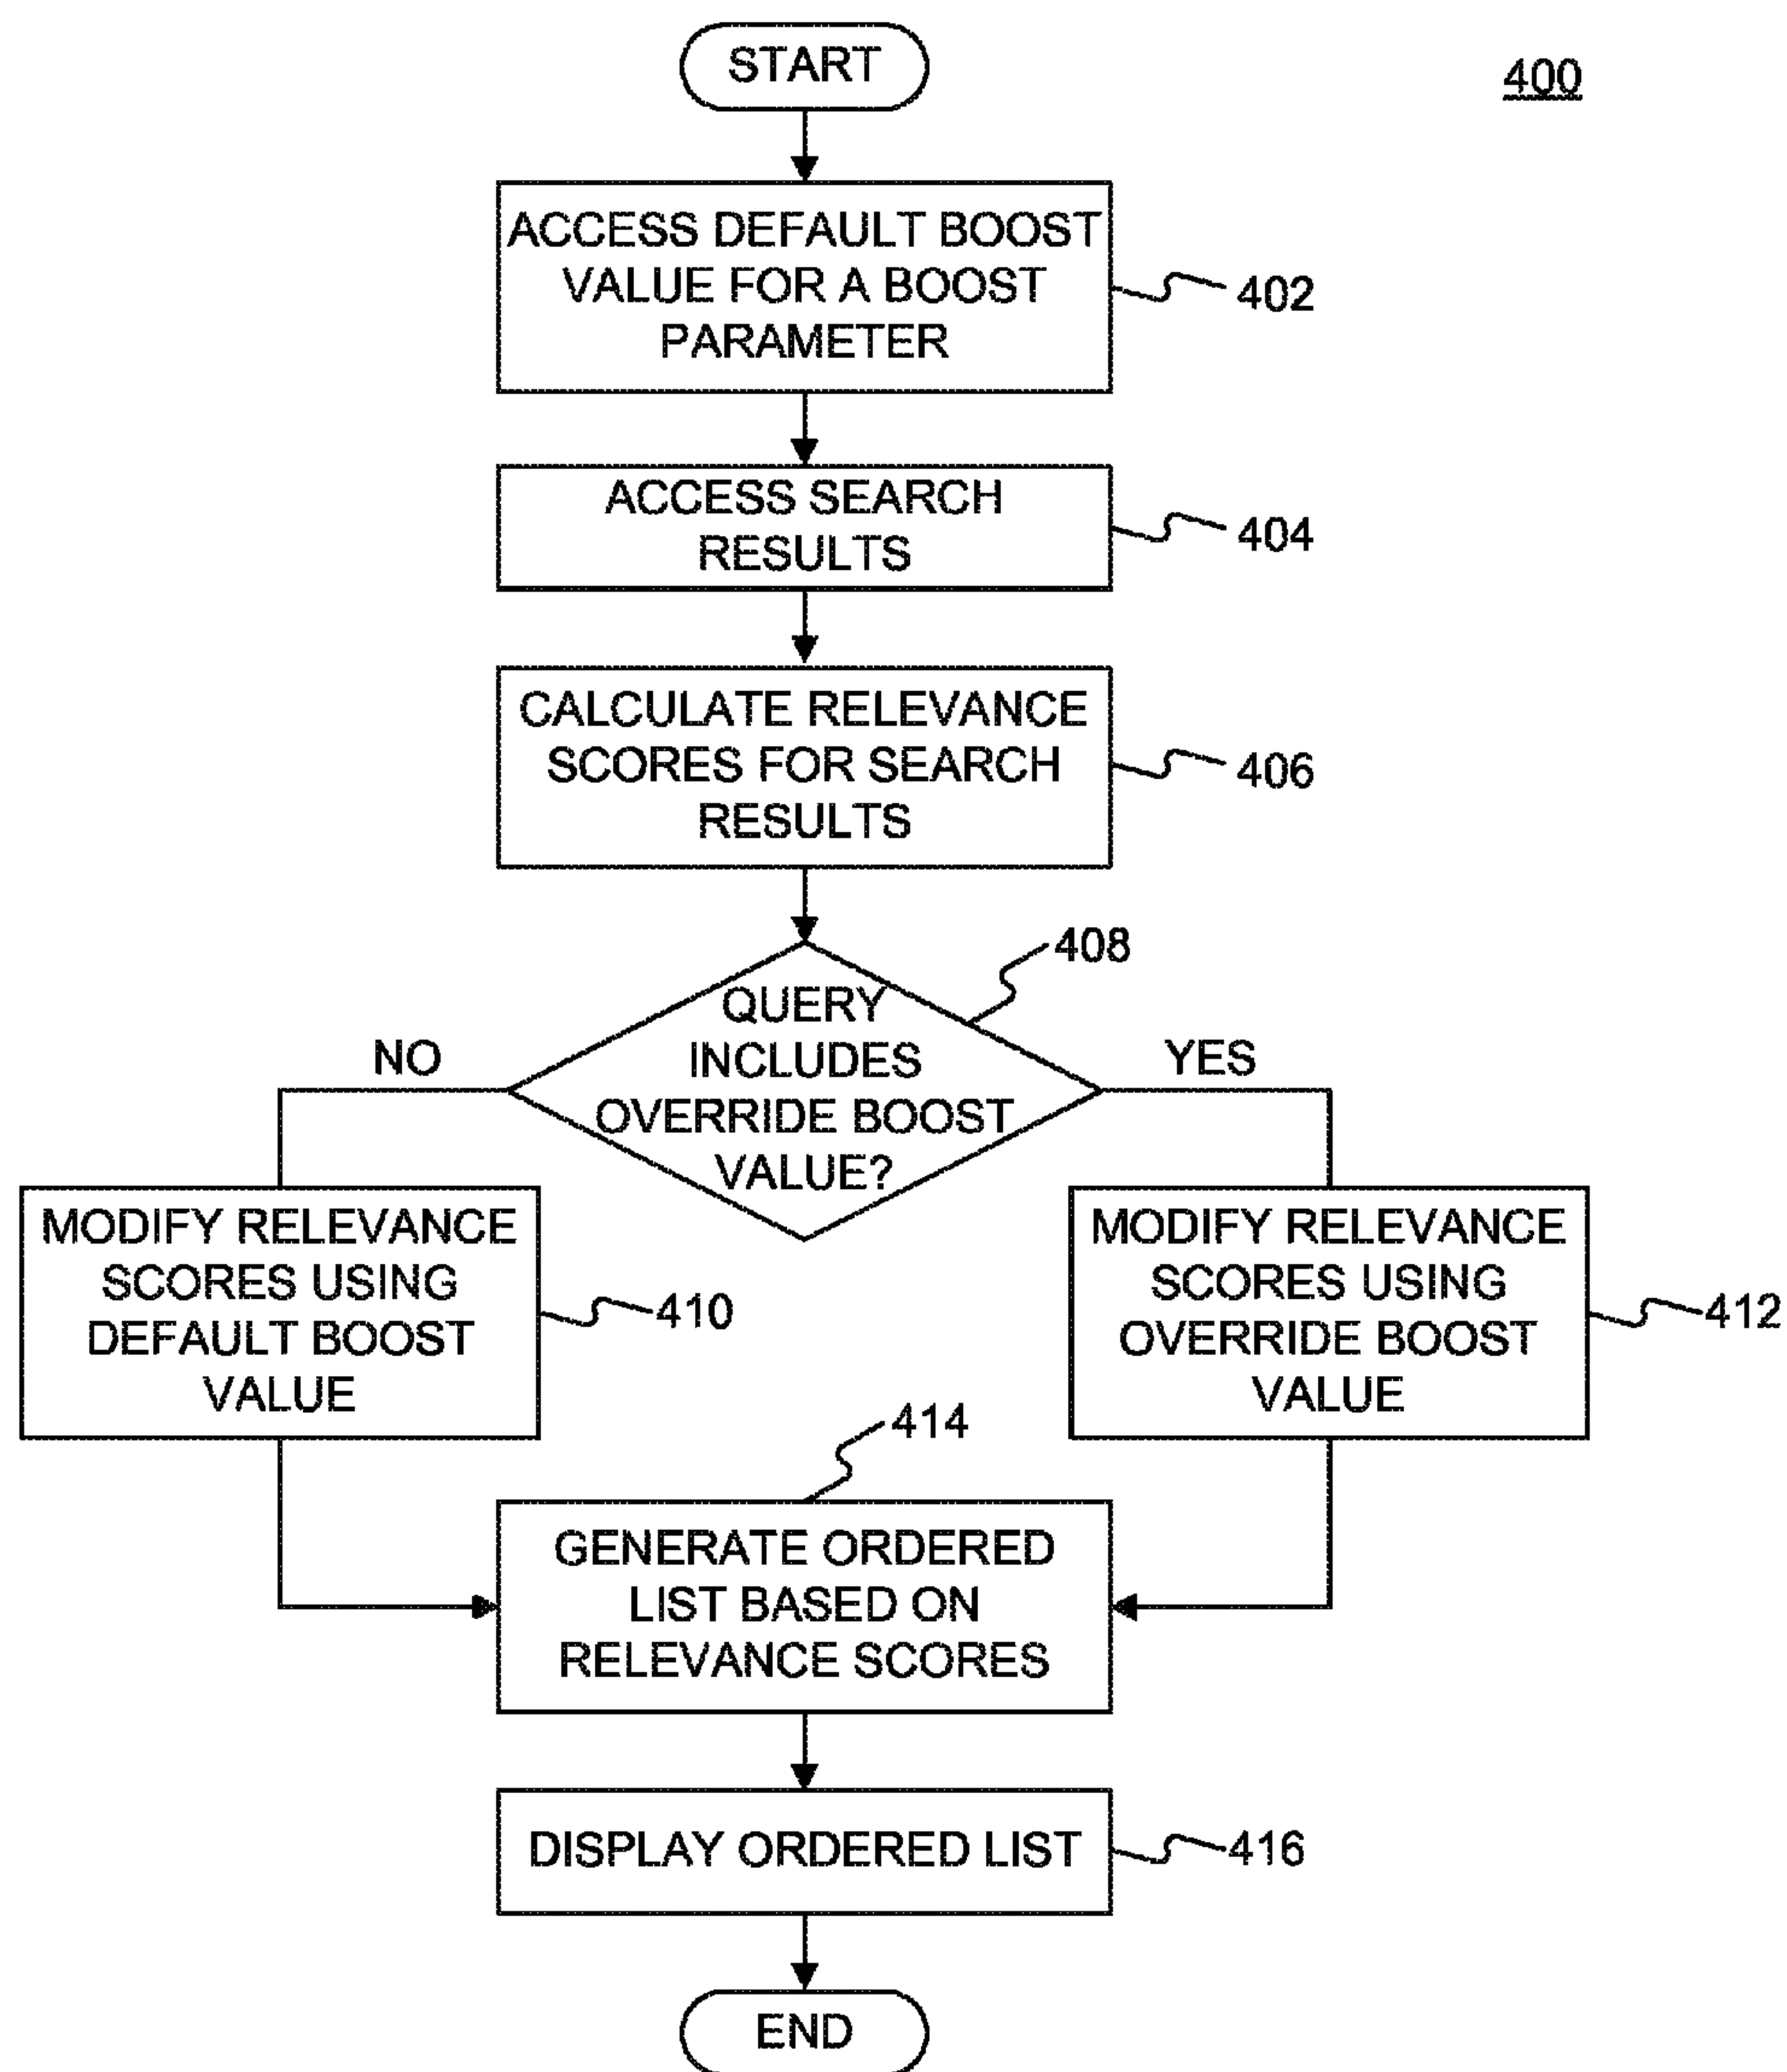 START
400
ACCESS DEFAULT BOOST
VALUE FOR A BOOST
PARAMETER
402
ACCESS SEARCH
RESULTS
404
CALCULATE RELEVANCE
SCORES FOR SEARCH
RESULTS
406
408
QUERY
INCLUDES
OVERRIDE BOOST
VALUE?
NO
YES
MODIFY RELEVANCE
SCORES USING
DEFAULT BOOST
VALUE
410
MODIFY RELEVANCE
SCORES USING
OVERRIDE BOOST
VALUE
412
414
GENERATE ORDERED
LIST BASED ON
RELEVANCE SCORES
DISPLAY ORDERED LIST
416
END